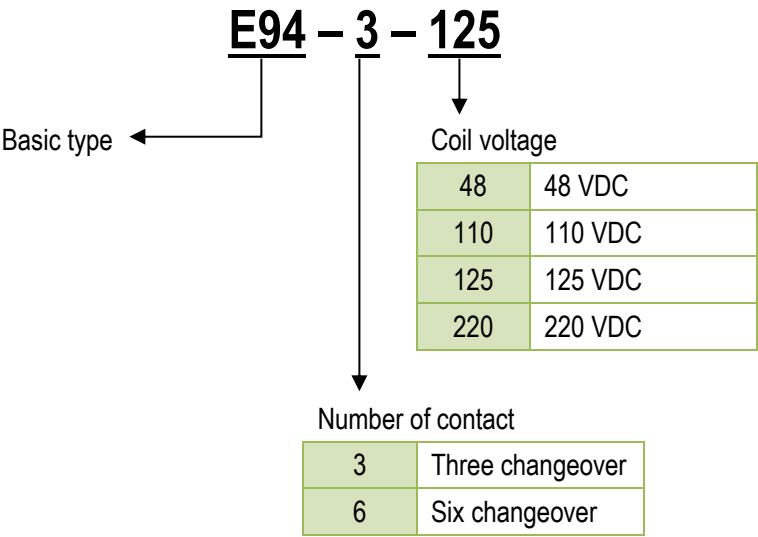 E94 – 3 – 125
Basic type
Coil voltage
48 48 VDC
110 110 VDC
125 125 VDC
220 220 VDC
Number of contact
3 Three changeover
6 Six changeover